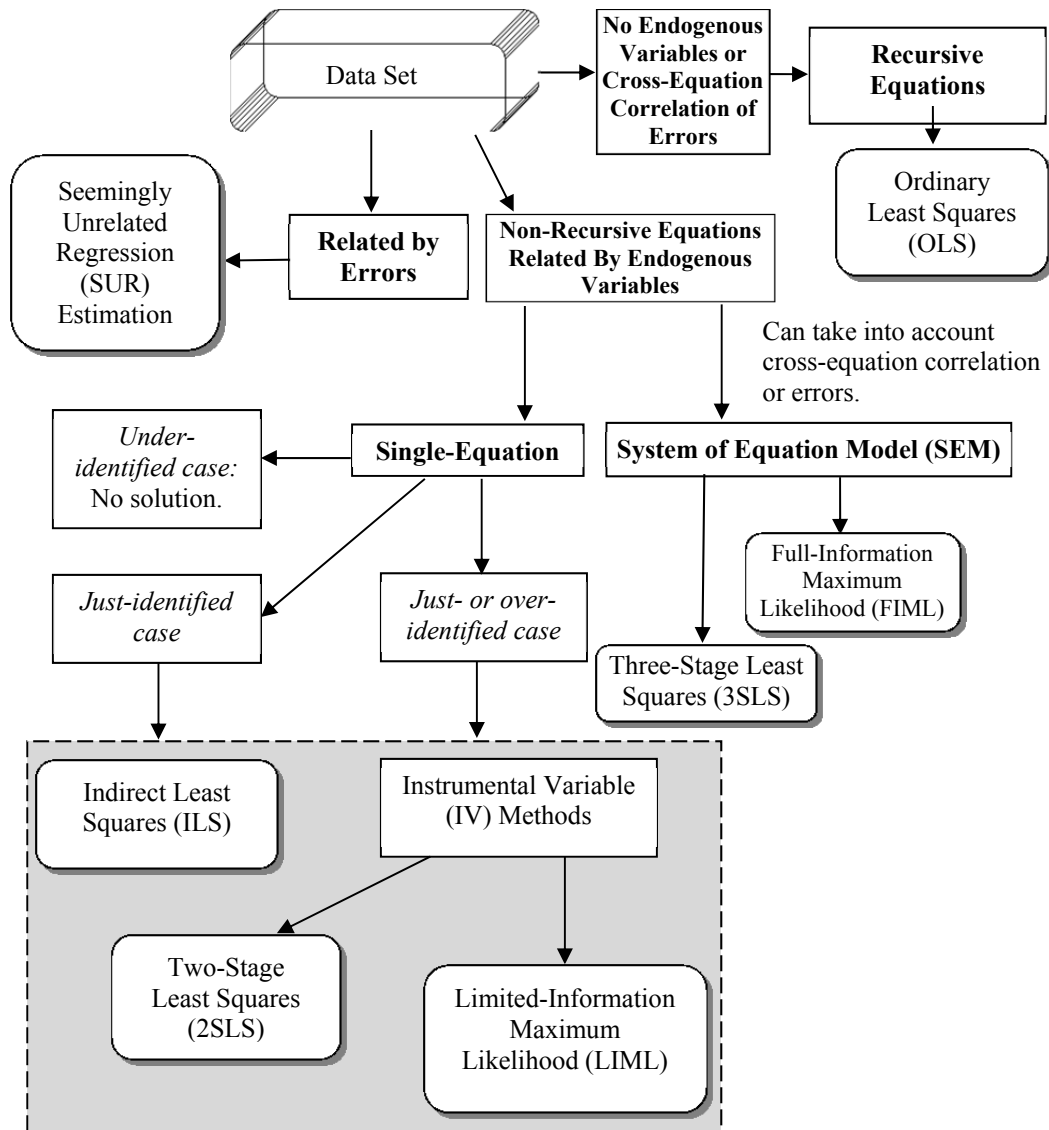 Data Set
No Endogenous
Variables or
Cross-Equation
Correlation of
Errors
Recursive
Equations
Ordinary
Least Squares
(OLS)
Seemingly
Unrelated
Regression
(SUR)
Estimation
Related by
Errors
Non-Recursive Equations
Related By Endogenous
Variables
Can take into account
cross-equation correlation
or errors.
Under-
identified case:
No solution.
Single-Equation
System of Equation Model (SEM)
Full-Information
Maximum
Likelihood (FIML)
Just-identified
case
Just- or over-
identified case
Three-Stage Least
Squares (3SLS)
Indirect Least
Squares (ILS)
Instrumental Variable
(IV) Methods
Two-Stage
Least Squares
(2SLS)
Limited-Information
Maximum
Likelihood (LIML)